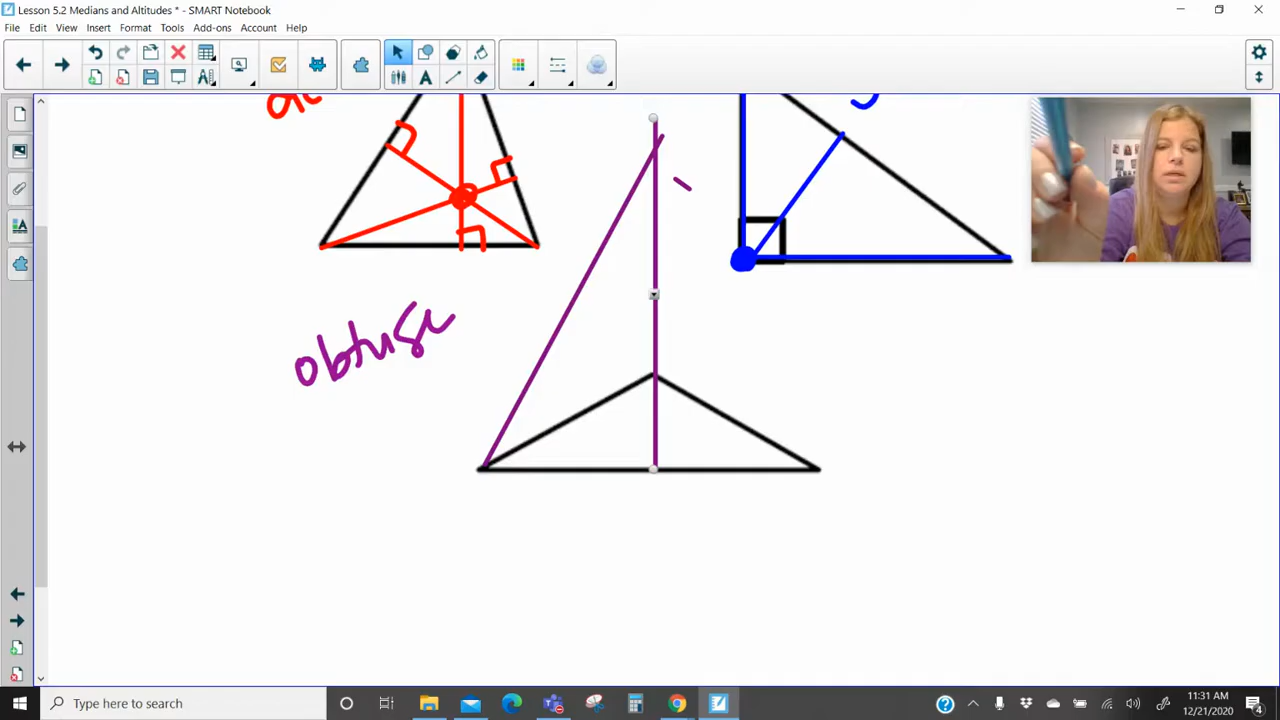 Lesson 5.2 Medians and Altitudes * - SMART Notebook
File Edit View Insert Format Tools Add-ons Account Help
obtuse
Type here to search
11:31 AM
12/21/2020
4